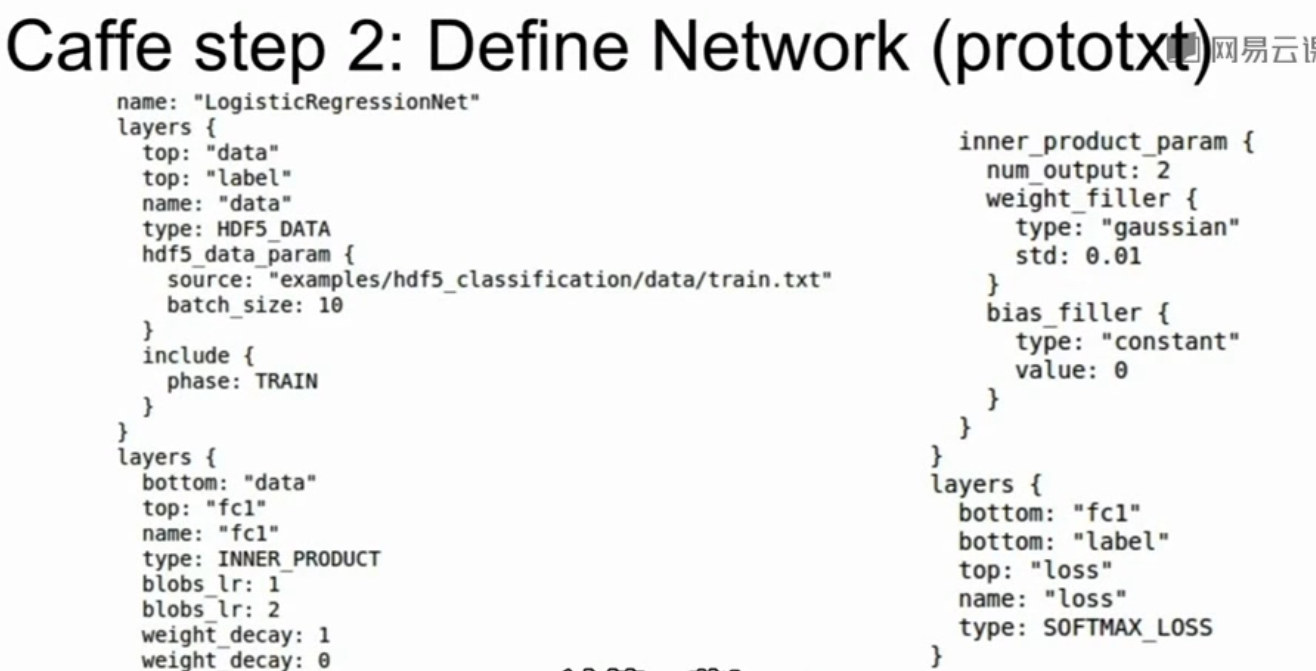 Caffe step 2: Define Network (prototxt)
网易云课
name: "LogisticRegressionNet"
layers {
  top: "data"
  top: "label"
  name: "data"
  type: HDF5_DATA
  hdf5_data_param {
    source: "examples/hdf5_classification/data/train.txt"
    batch_size: 10
  }
  include {
    phase: TRAIN
  }
}
layers {
  bottom: "data"
  top: "fc1"
  name: "fc1"
  type: INNER_PRODUCT
  blobs_lr: 1
  blobs_lr: 2
  weight_decay: 1
  weight_decay: 0
  inner_product_param {
    num_output: 2
    weight_filler {
      type: "gaussian"
      std: 0.01
    }
    bias_filler {
      type: "constant"
      value: 0
    }
  }
}
layers {
  bottom: "fc1"
  bottom: "label"
  top: "loss"
  name: "loss"
  type: SOFTMAX_LOSS
}